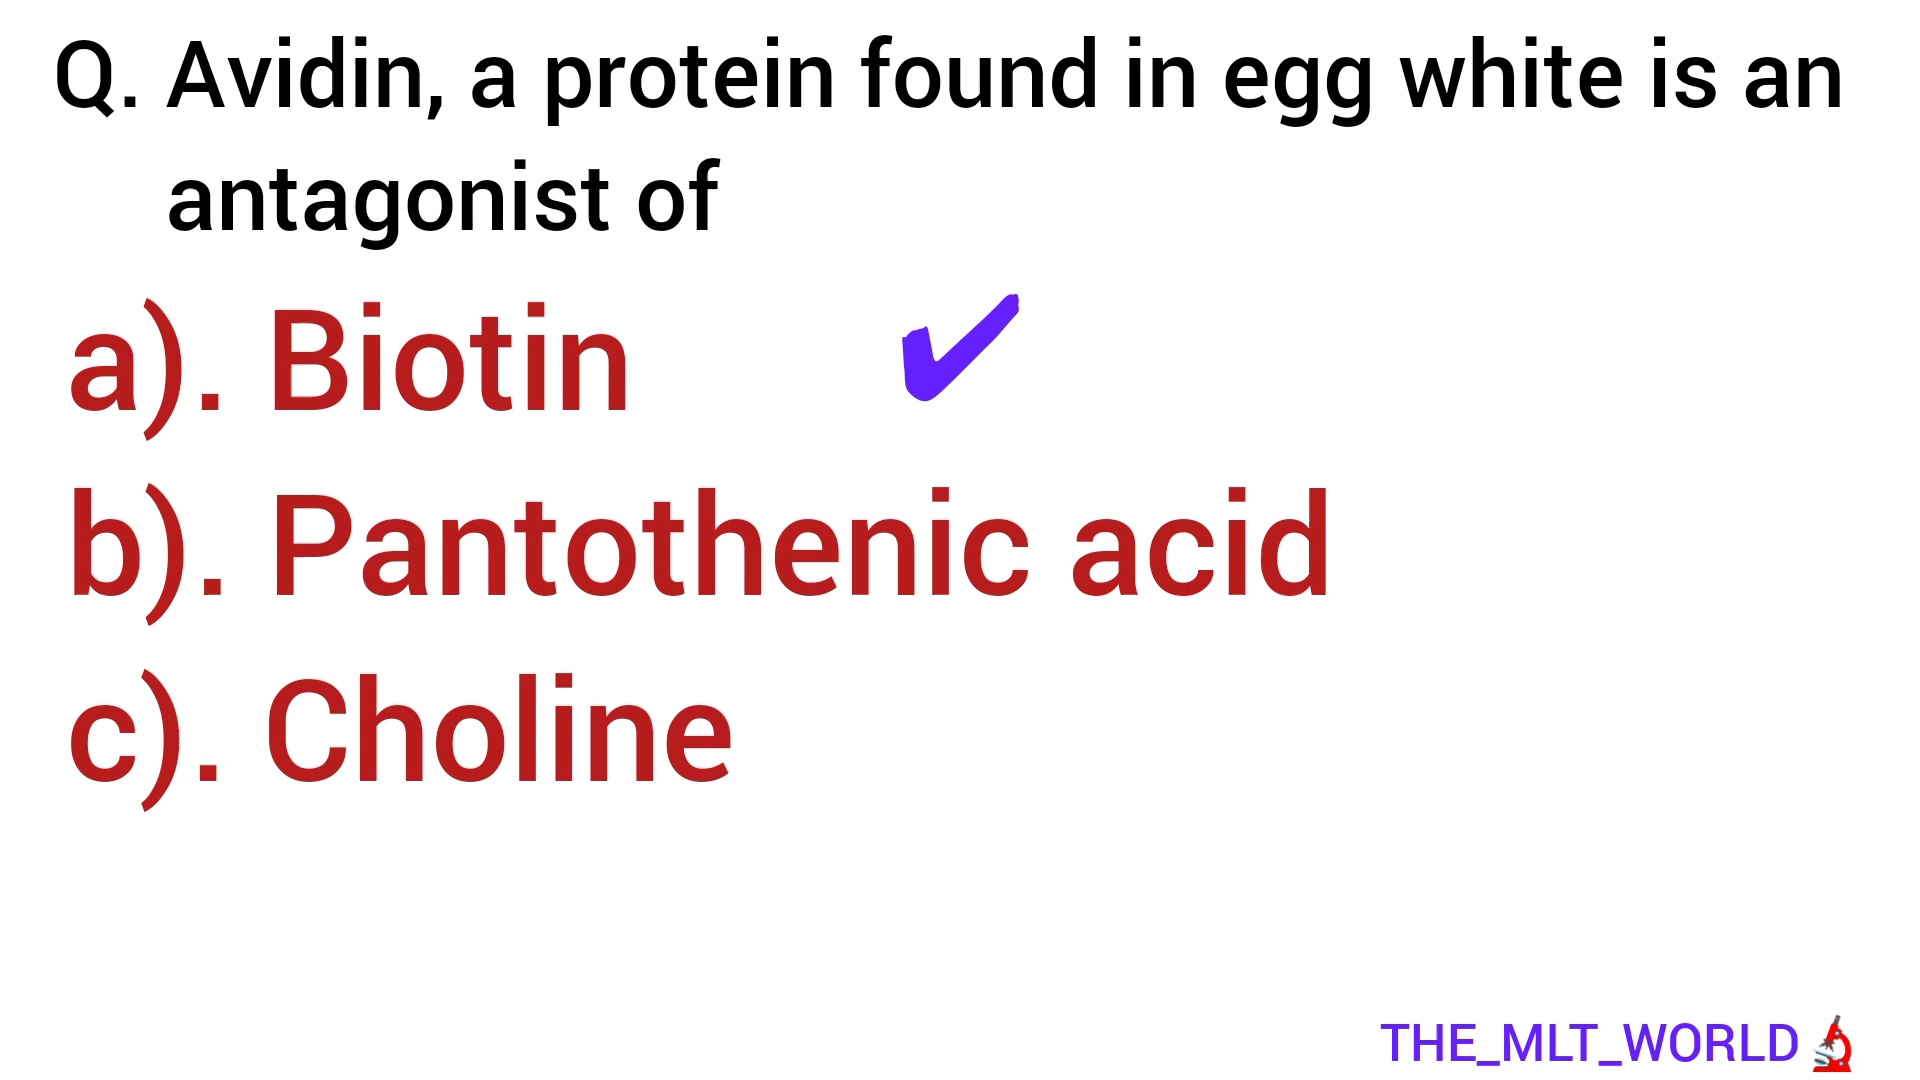 Q. Avidin, a protein found in egg white is an
antagonist of
a). Biotin
b). Pantothenic acid
c). Choline
THE_MLT_WORLD